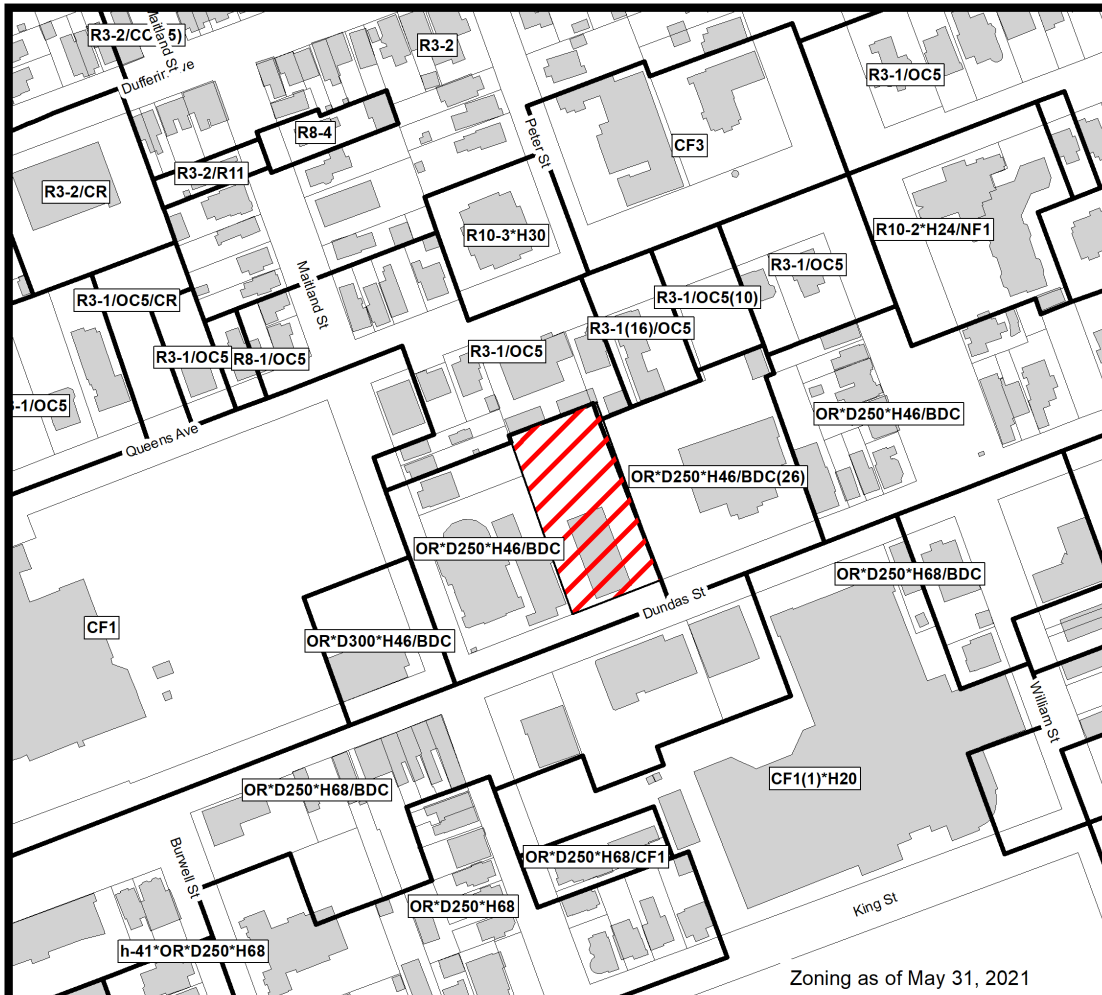 R3-2/CC
5)
Maitland St
R3-2
Dufferin Ave
R3-1/OC5
R8-4
Peter St
CF3
R3-2/R11
R3-2/CR
R10-3*H30
R10-2*H24/NF1
R3-1/OC5
R3-1/OC5/CR
Maitland St
R3-1/OC5(10)
R3-1(16)/OC5
R3-1/OC5
R8-1/OC5
R3-1/OC5
3-1/OC5
OR*D250*H46/BDC
Queens Ave
OR*D250*H46/BDC(26)
OR*D250*H46/BDC
OR*D250*H68/BDC
Dundas St
CF1
OR*D300*H46/BDC
William St
CF1(1)*H20
OR*D250*H68/BDC
Burwell St
OR*D250*H68/CF1
OR*D250*H68
King St
h-41*OR*D250*H68
Zoning as of May 31, 2021